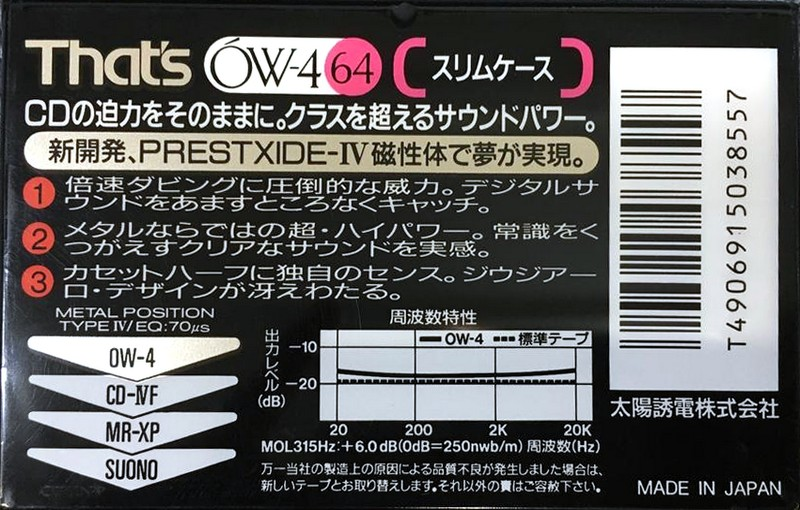 That's OW-4 64 スリムケース
CDの迫力をそのままに。クラスを超えるサウンドパワー。
新開発、PRESTXIDE-IV磁性体で夢が実現。
1 倍速ダビングに圧倒的な威力。デジタルサ
ウンドをあますところなくキャッチ。
2 メタルならではの超・ハイパワー。常識をく
つがえすクリアなサウンドを実感。
3 カセットハーフに独自のセンス。ジウジアー
ロ・デザインが冴えわたる。
METAL POSITION
TYPE IV/EQ:70μs
OW-4
CD-IVF
MR-XP
SUONO
周波数特性
出力レベル(dB)
OW-4 標準テープ
-10
-20
20 200 2K 20K
MOL315Hz:+6.0dB(0dB=250nwb/m) 周波数(Hz)
万一当社の製造上の原因による品質不良が発生しました場合は、
新しいテープとお取り替えします。それ以外の責はご容赦下さい。
T4906915038557
太陽誘電株式会社
MADE IN JAPAN